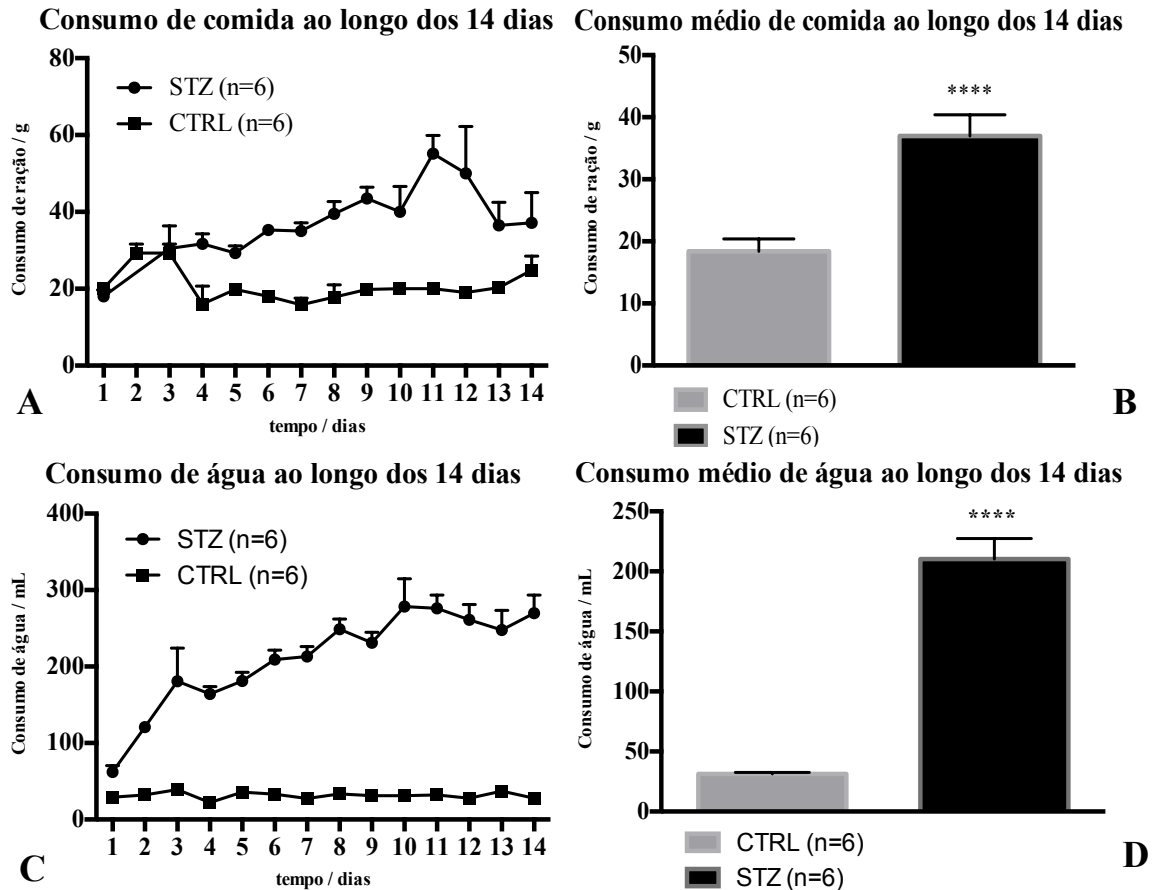 Consumo de comida ao longo dos 14 dias
80
60
40
20
0
Consumo de ração / g
STZ (n=6)
CTRL (n=6)
1 2 3 4 5 6 7 8 9 10 11 12 13 14
tempo / dias
A
Consumo médio de comida ao longo dos 14 dias
50
40
30
20
10
0
Consumo de ração / g
****
CTRL (n=6)
STZ (n=6)
B
Consumo de água ao longo dos 14 dias
400
300
200
100
0
Consumo de água / mL
STZ (n=6)
CTRL (n=6)
1 2 3 4 5 6 7 8 9 10 11 12 13 14
tempo / dias
C
Consumo médio de água ao longo dos 14 dias
250
200
150
100
50
0
Consumo de água / mL
****
CTRL (n=6)
STZ (n=6)
D